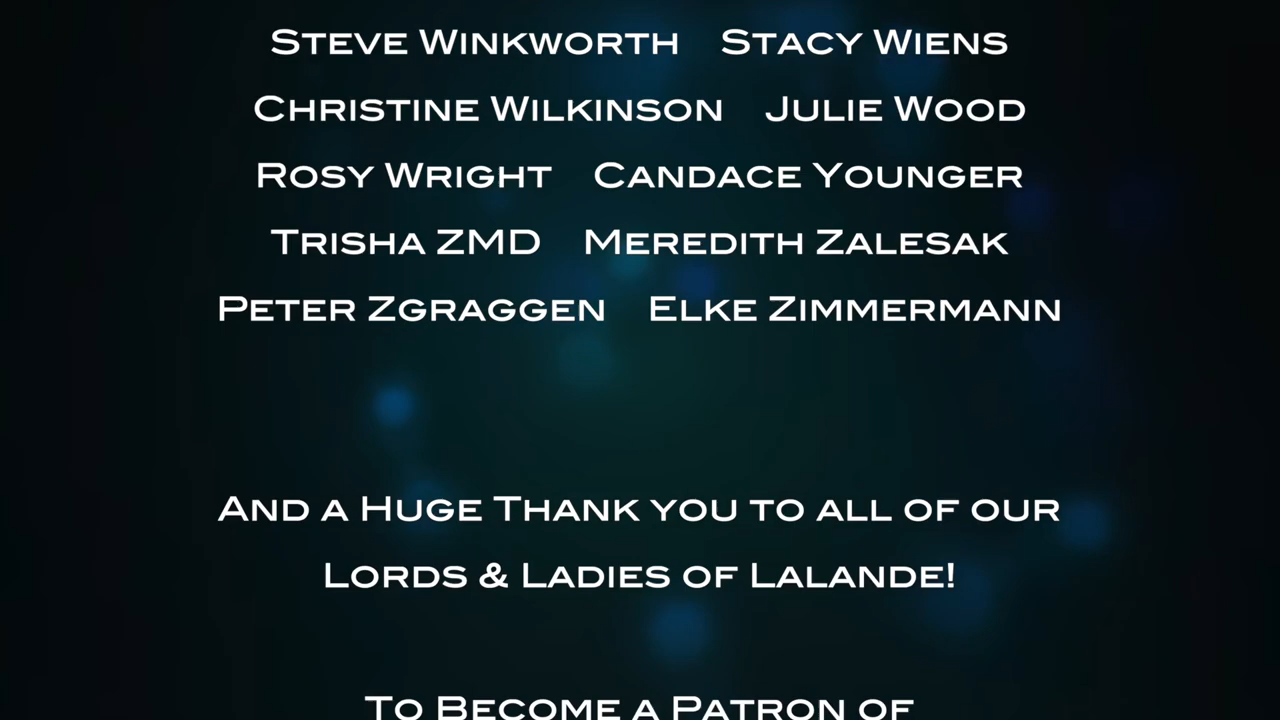 Steve Winkworth Stacy Wiens
Christine Wilkinson Julie Wood
Rosy Wright Candace Younger
Trisha ZMD Meredith Zalesak
Peter Zgraggen Elke Zimmermann
And a Huge Thank you to all of our
Lords & Ladies of Lalande!
To Become a Patron of